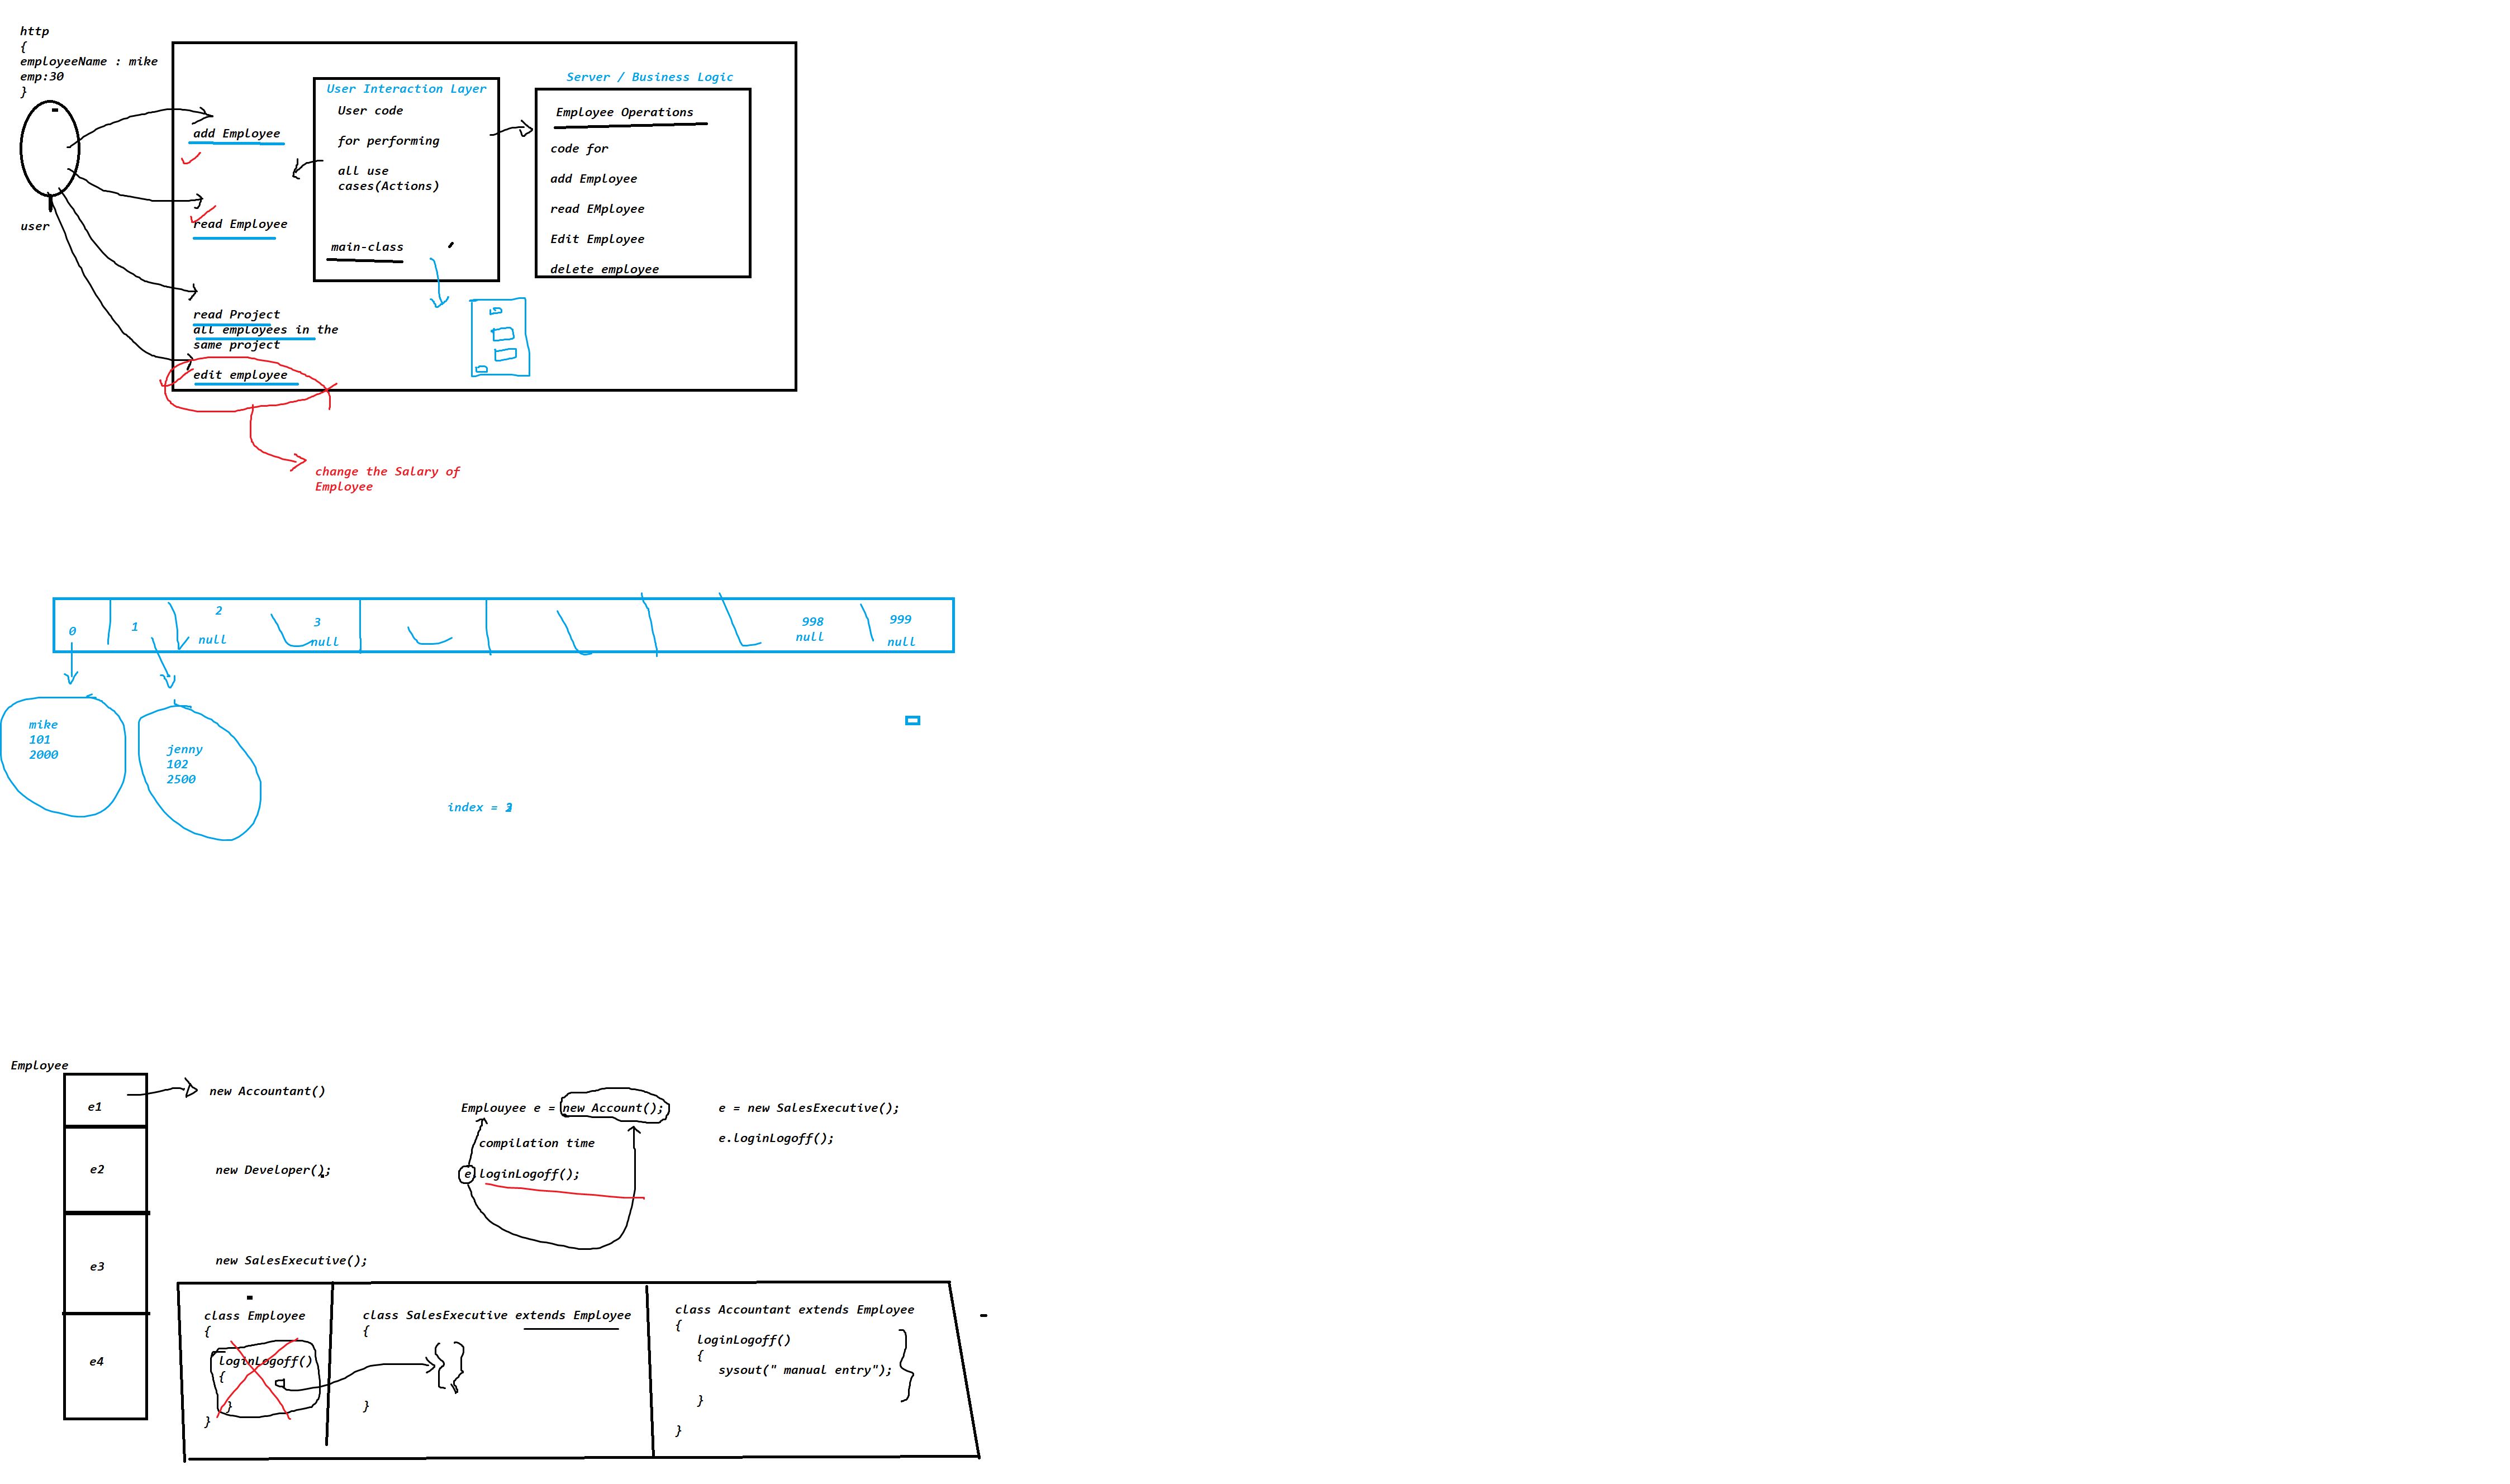 http
{
employeeName : mike
emp:30
}
user
add Employee
read Employee
read Project
all employees in the
same project
edit employee
User Interaction Layer
User code
for performing
all use
cases(Actions)
main-class
Server / Business Logic
Employee Operations
code for
add Employee
read EMployee
Edit Employee
delete employee
change the Salary of
Employee
0
1
2
null
3
null
998
null
999
null
mike
101
2000
jenny
102
2500
index =
Employee
e1
e2
e3
e4
new Accountant()
new Developer();
new SalesExecutive();
Emplouyee e = new Account();
compilation time
e.loginLogoff();
e = new SalesExecutive();
e.loginLogoff();
class Employee
{
loginLogoff()
{
}
}
class SalesExecutive extends Employee
{
}
class Accountant extends Employee
{
loginLogoff()
{
sysout(" manual entry");
}
}